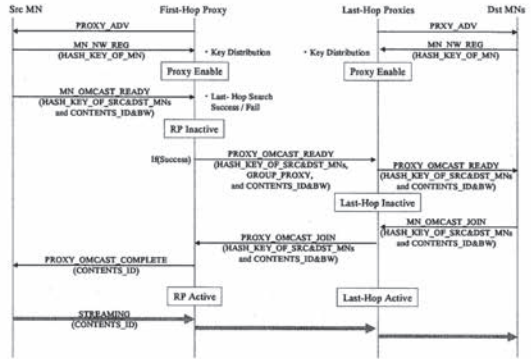 Src MN First-Hop Proxy Last-Hop Proxies Dst MNs
PROXY_ADV PRXY_ADV
MN_NW_REG MN_NW_REG
(HASH_KEY_OF_MN) • Key Distribution • Key Distribution (HASH_KEY_OF_MN)
Proxy Enable Proxy Enable
MN_OMCAST_READY
(HASH_KEY_OF_SRC&DST_MNs • Last- Hop Search
and CONTENTS_ID&BW) Success / Fail
RP Inactive
If(Success) PROXY_OMCAST_READY
(HASH_KEY_OF_SRC&DST_MNs, PROXY_OMCAST_READY
GROUP_PROXY, (HASH_KEY_OF_SRC&DST_MNs
and CONTENTS_ID&BW) and CONTENTS_ID&BW)
Last-Hop Inactive
MN_OMCAST_JOIN
PROXY_OMCAST_JOIN (HASH_KEY_OF_SRC&DST_MNs
(HASH_KEY_OF_SRC&DST_MNs and CONTENTS_ID&BW)
and CONTENTS_ID&BW)
PROXY_OMCAST_COMPLETE
(CONTENTS_ID)
RP Active Last-Hop Active
STREAMING
(CONTENTS_ID)